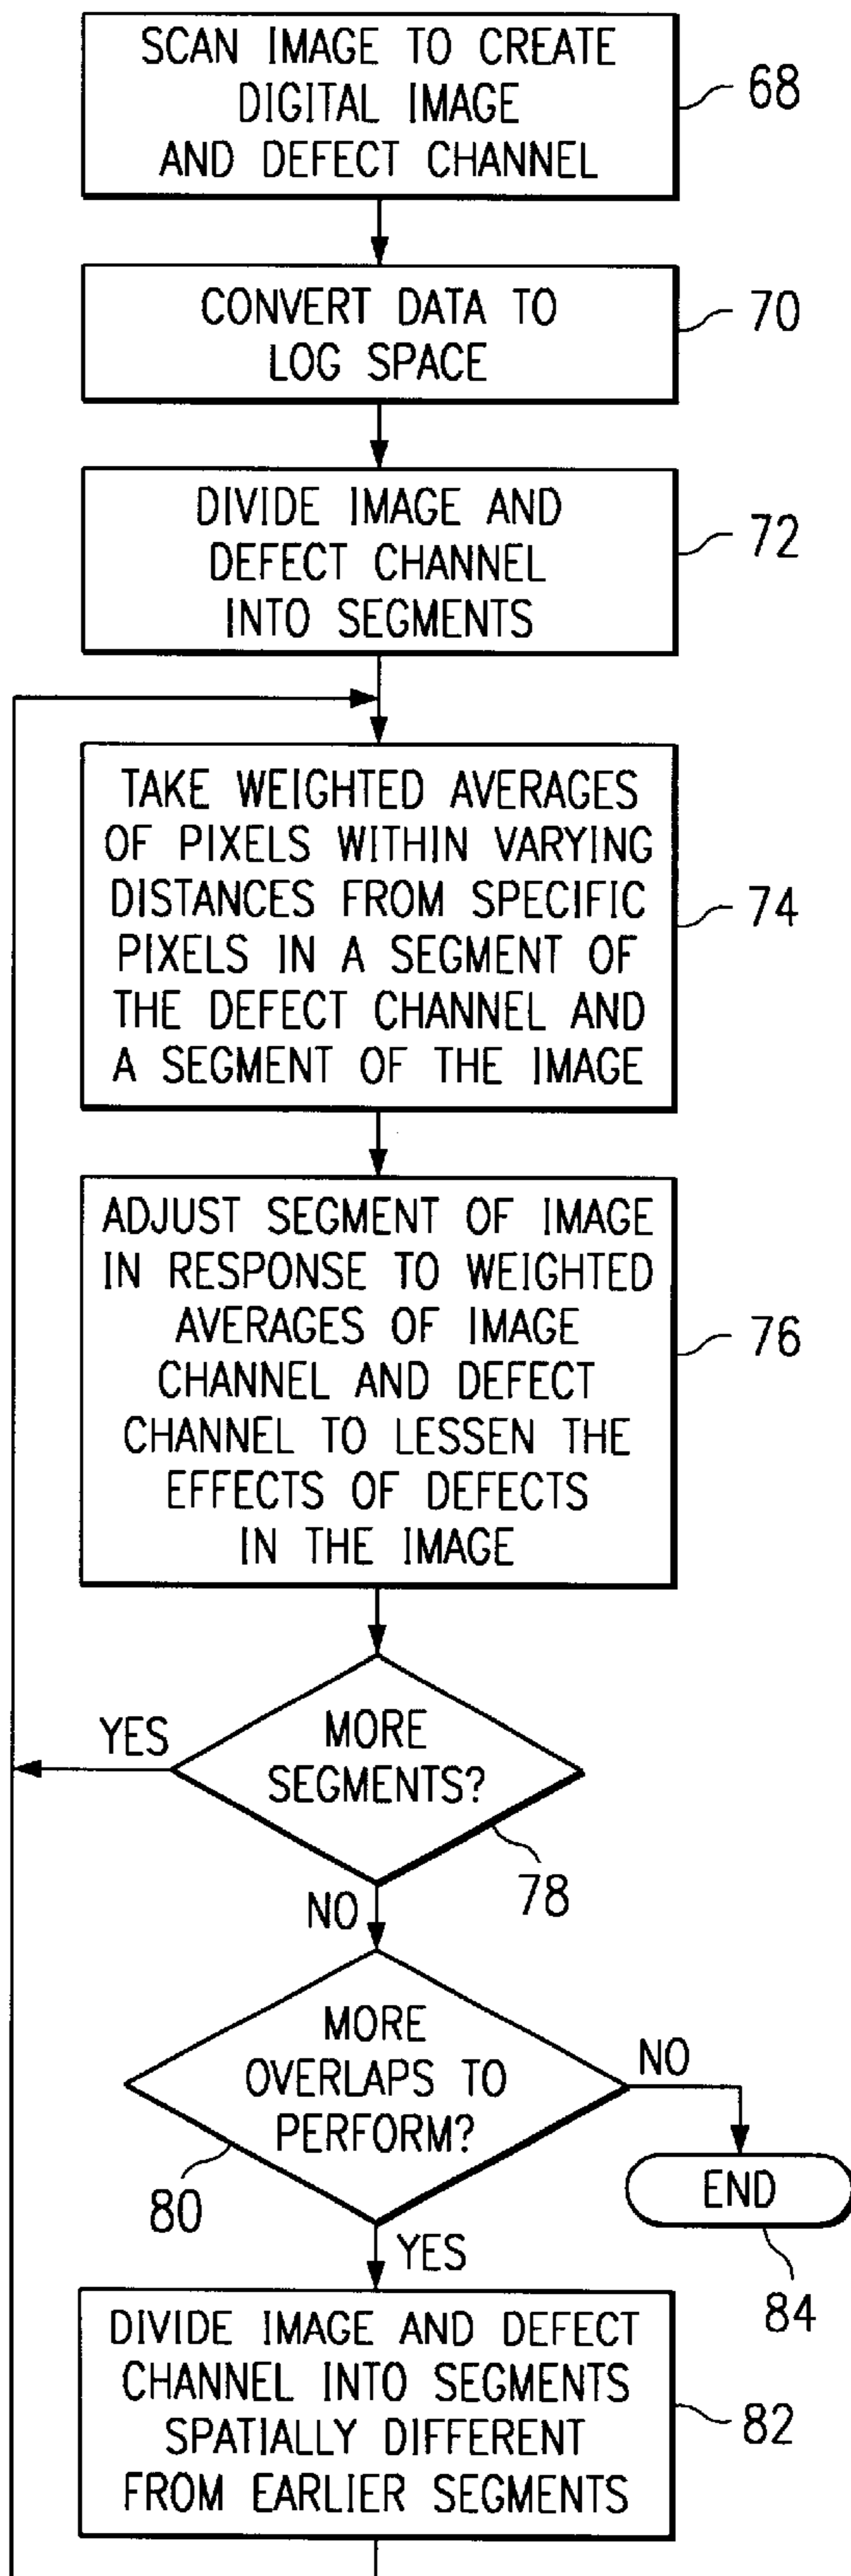 SCAN IMAGE TO CREATE
DIGITAL IMAGE
AND DEFECT CHANNEL
68
CONVERT DATA TO
LOG SPACE
70
DIVIDE IMAGE AND
DEFECT CHANNEL
INTO SEGMENTS
72
TAKE WEIGHTED AVERAGES
OF PIXELS WITHIN VARYING
DISTANCES FROM SPECIFIC
PIXELS IN A SEGMENT OF
THE DEFECT CHANNEL AND
A SEGMENT OF THE IMAGE
74
ADJUST SEGMENT OF IMAGE
IN RESPONSE TO WEIGHTED
AVERAGES OF IMAGE
CHANNEL AND DEFECT
CHANNEL TO LESSEN THE
EFFECTS OF DEFECTS
IN THE IMAGE
76
YES
MORE
SEGMENTS?
78
NO
MORE
OVERLAPS TO
PERFORM?
80
NO
END
84
YES
DIVIDE IMAGE AND DEFECT
CHANNEL INTO SEGMENTS
SPATIALLY DIFFERENT
FROM EARLIER SEGMENTS
82